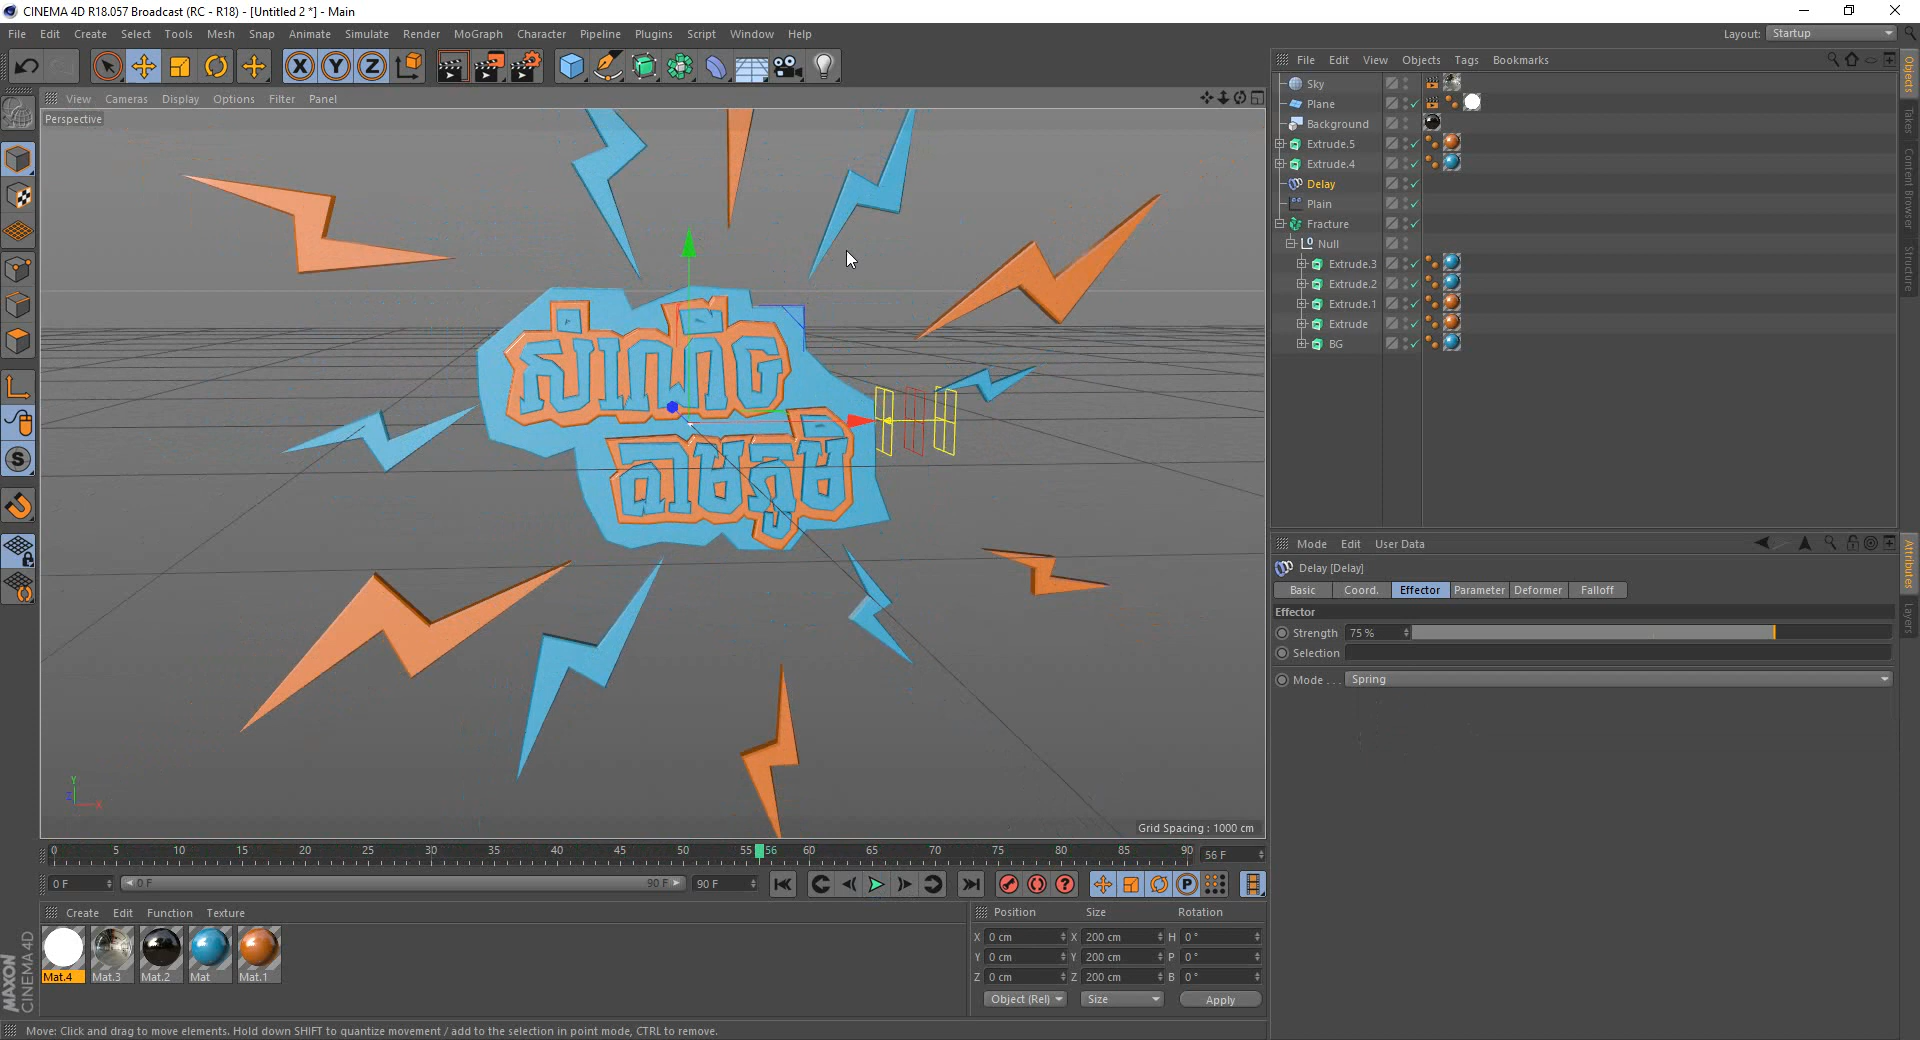 CINEMA 4D R18.057 Broadcast (RC - R18) - [Untitled 2 *] - Main
File Edit Create Select Tools Mesh Snap Animate Simulate Render MoGraph Character Pipeline Plugins Script Window Help
Layout: Startup
View Cameras Display Options Filter Panel
Perspective
Grid Spacing : 1000 cm
File Edit View Objects Tags Bookmarks
Sky
Plane
Background
Extrude.5
Extrude.4
Delay
Plain
Fracture
Null
Extrude.3
Extrude.2
Extrude.1
Extrude
BG
Objects
Takes
Content Browser
Structure
Mode Edit User Data
Delay [Delay]
Basic Coord. Effector Parameter Deformer Falloff
Effector
Strength 75 %
Selection
Mode . . . Spring
Attributes
Layers
0 5 10 15 20 25 30 35 40 45 50 55 56 60 65 70 75 80 85 90 56 F
0 F 0 F 90 F 90 F
Create Edit Function Texture
Mat.4 Mat.3 Mat.2 Mat Mat.1
Position Size Rotation
X 0 cm X 200 cm H 0 °
Y 0 cm Y 200 cm P 0 °
Z 0 cm Z 200 cm B 0 °
Object (Rel) Size Apply
MAXON
CINEMA 4D
Move: Click and drag to move elements. Hold down SHIFT to quantize movement / add to the selection in point mode, CTRL to remove.